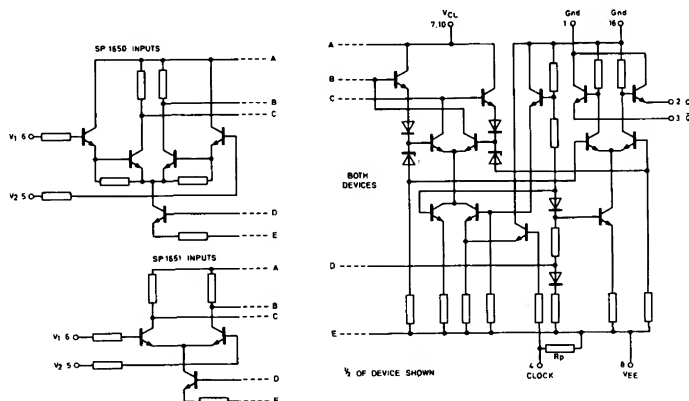 SP 1650 INPUTS
A
B
C
V1 6
V2 5
D
E
SP 1651 INPUTS
A
B
C
V1 6
V2 5
D
E
VCL
7,10
Gnd
1
Gnd
16
A
B
C
2 Q
3 Q̄
BOTH
DEVICES
D
E
Rp
½ OF DEVICE SHOWN
4
CLOCK
8
VEE